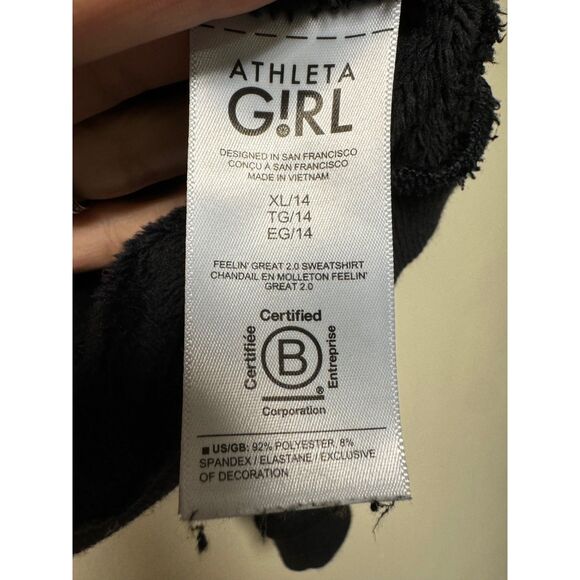 ATHLETA
G!RL
DESIGNED IN SAN FRANCISCO
CONÇU À SAN FRANCISCO
MADE IN VIETNAM
XL/14
TG/14
EG/14
FEELIN' GREAT 2.0 SWEATSHIRT
CHANDAIL EN MOLLETON FEELIN'
GREAT 2.0
Certified
Certifiée
B
Entreprise
®
Corporation
■ US/GB: 92% POLYESTER, 8%
SPANDEX / ELASTANE / EXCLUSIVE
OF DECORATION